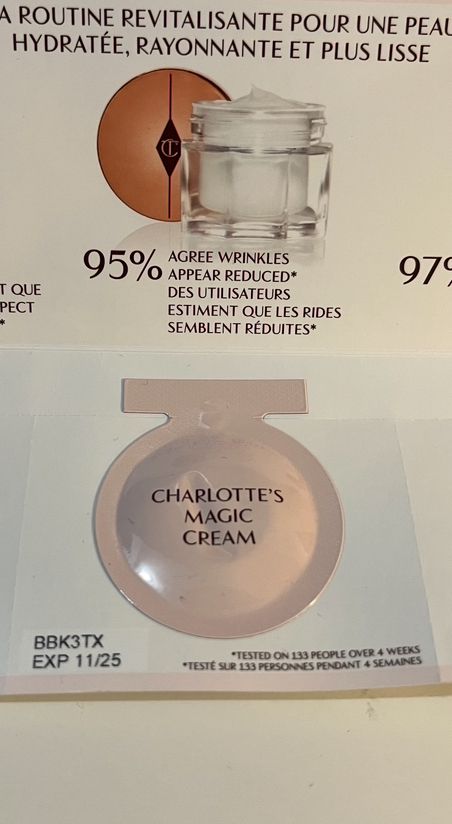 A ROUTINE REVITALISANTE POUR UNE PEAU
HYDRATÉE, RAYONNANTE ET PLUS LISSE
CT
95% AGREE WRINKLES
APPEAR REDUCED*
DES UTILISATEURS
ESTIMENT QUE LES RIDES
SEMBLENT RÉDUITES*
T QUE
PECT
*
97%
CHARLOTTE'S
MAGIC
CREAM
BBK3TX
EXP 11/25
*TESTED ON 133 PEOPLE OVER 4 WEEKS
*TESTÉ SUR 133 PERSONNES PENDANT 4 SEMAINES